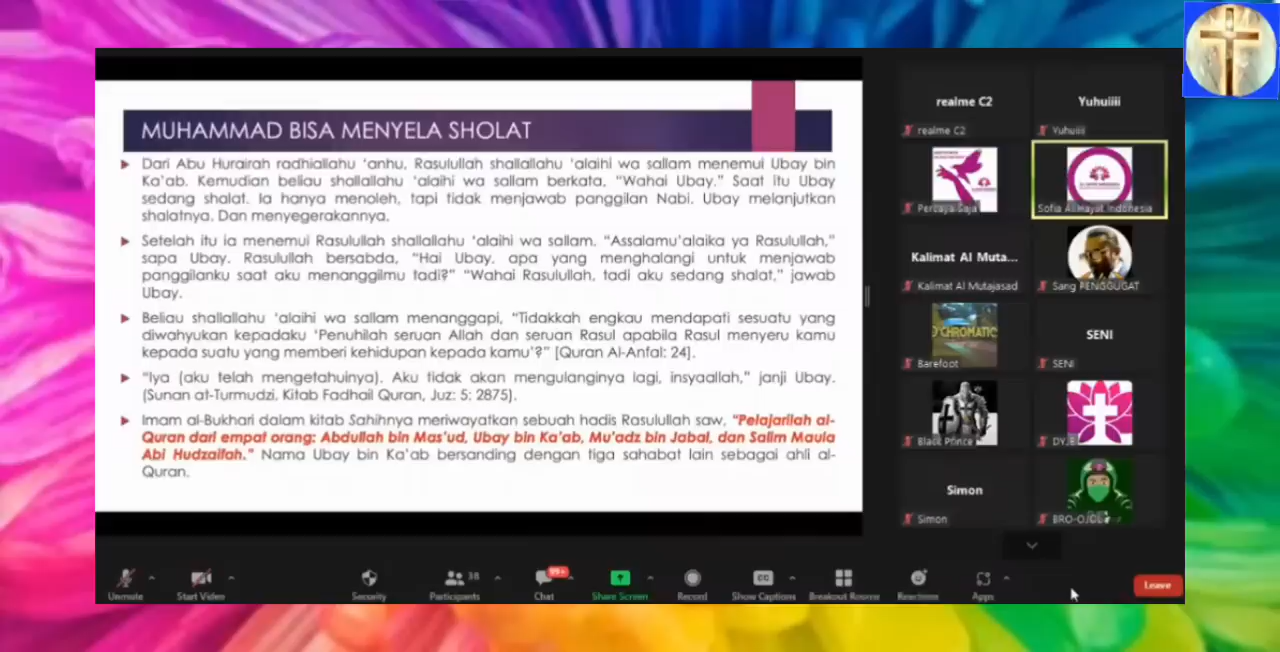 MUHAMMAD BISA MENYELA SHOLAT
Dari Abu Hurairah radhiallahu 'anhu, Rasulullah shallallahu 'alaihi wa sallam menemui Ubay bin
Ka'ab. Kemudian beliau shallallahu 'alaihi wa sallam berkata, "Wahai Ubay." Saat itu Ubay
sedang shalat. Ia hanya menoleh, tapi tidak menjawab panggilan Nabi. Ubay melanjutkan
shalatnya. Dan menyegerakannya.
Setelah itu ia menemui Rasulullah shallallahu 'alaihi wa sallam. "Assalamu'alaika ya Rasulullah,"
sapa Ubay. Rasulullah bersabda, "Hai Ubay, apa yang menghalangi untuk menjawab
panggilanku saat aku menanggilmu tadi?" "Wahai Rasulullah, tadi aku sedang shalat," jawab
Ubay.
Beliau shallallahu 'alaihi wa sallam menanggapi, "Tidakkah engkau mendapati sesuatu yang
diwahyukan kepadaku 'Penuhilah seruan Allah dan seruan Rasul apabila Rasul menyeru kamu
kepada suatu yang memberi kehidupan kepada kamu'?" [Quran Al-Anfal: 24].
"Iya (aku telah mengetahuinya). Aku tidak akan mengulanginya lagi, insyaallah," janji Ubay.
(Sunan at-Turmudzi. Kitab Fadhail Quran, Juz: 5: 2875).
Imam al-Bukhari dalam kitab Sahihnya meriwayatkan sebuah hadis Rasulullah saw, "Pelajarilah al-
Quran dari empat orang: Abdullah bin Mas'ud, Ubay bin Ka'ab, Mu'adz bin Jabal, dan Salim Maula
Abi Hudzaifah." Nama Ubay bin Ka'ab bersanding dengan tiga sahabat lain sebagai ahli al-
Quran.
realme C2
Yuhuiiii
realme C2
Yuhuiiii
Percaya Saja
Sofia Al Hayat Indonesia
Kalimat Al Muta...
Kalimat Al Mutajasad
Sang PENGGUGAT
D'CHROMATIC
SENI
Barefoot
SENI
Black Prince
DY.B
Simon
Simon
BRO-OJOL
Unmute
Start Video
Security
38
Participants
99+
Chat
Share Screen
Record
CC
Show Captions
Breakout Rooms
Reactions
Apps
Leave